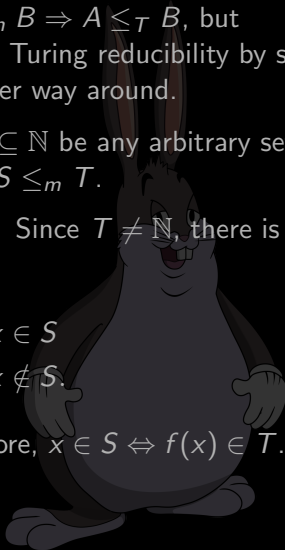 B ⇒ A ≤_T B, but
Turing reducibility by s
er way around.
⊆ ℕ be any arbitrary se
S ≤_m T.
Since T ≠ ℕ, there is
∈ S
∉ S.
ore, x ∈ S ⇔ f(x) ∈ T.